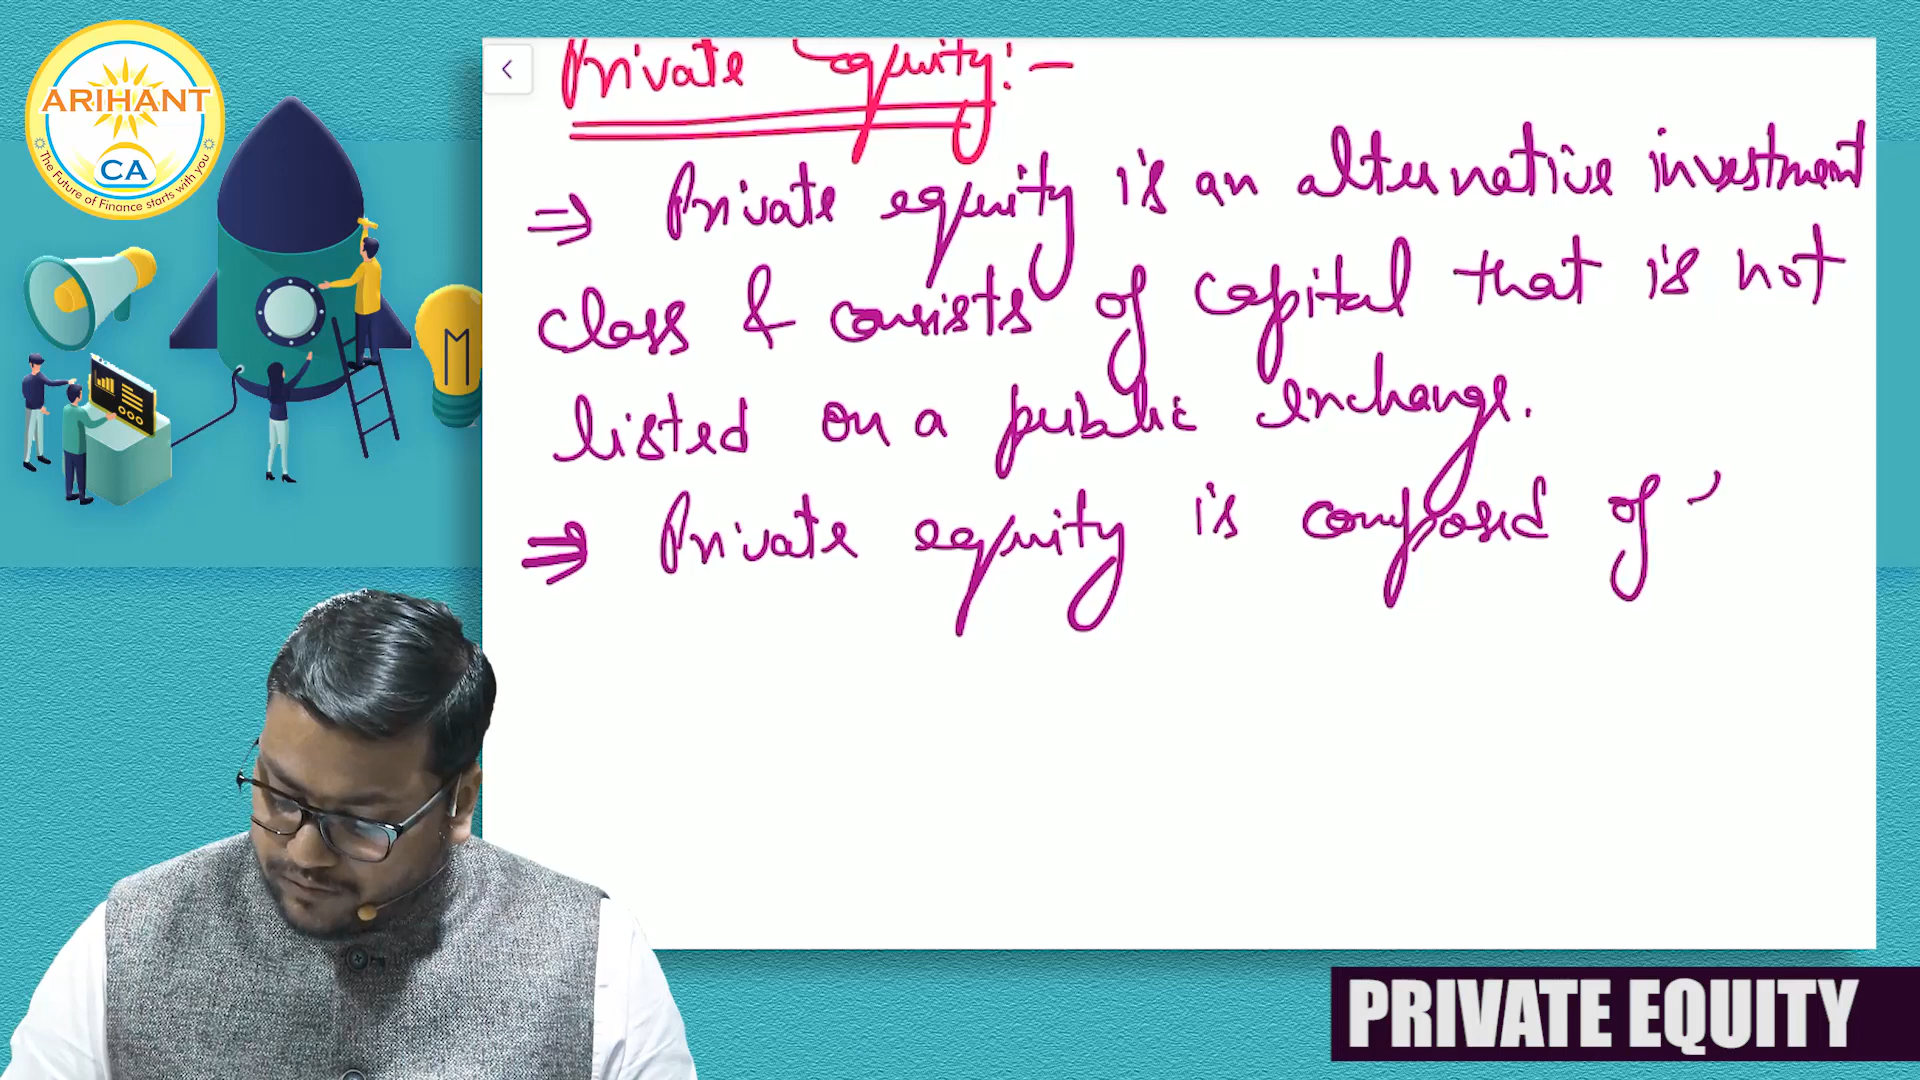 ARIHANT
CA
The Future of Finance starts with you
Private Equity:-
⇒ Private equity is an alternative investment
class & consists of capital that is not
listed on a public exchange.
⇒ Private equity is composed of
PRIVATE EQUITY